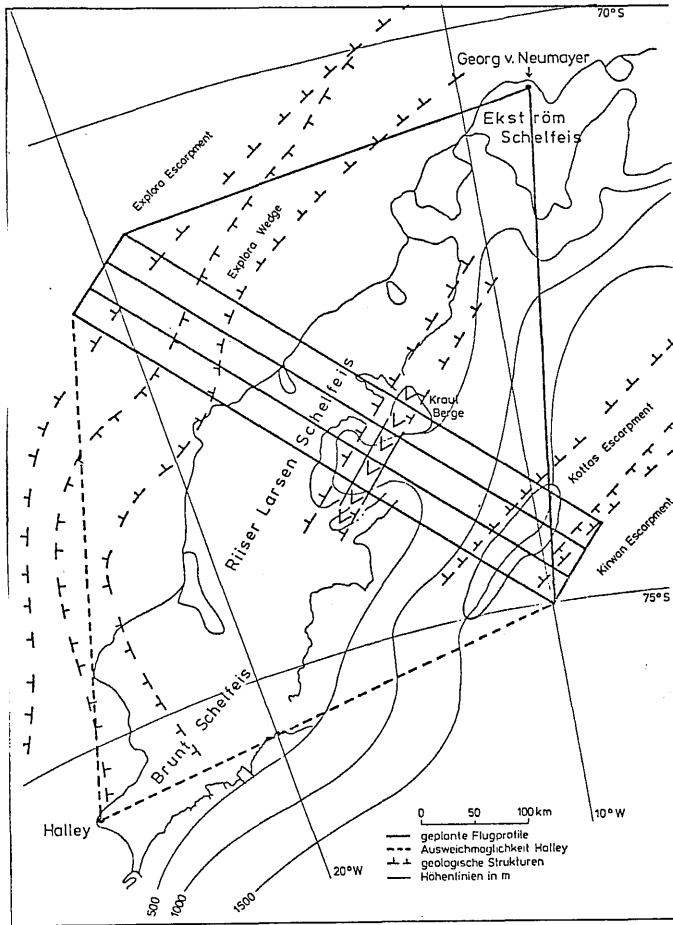 70°S
Georg v. Neumayer
Ekström
Schelfeis
Explora Escarpment
Explora Wedge
Kraul
Berge
Riiser Larsen Schelfeis
Kottas Escarpment
Kirwan Escarpment
75°S
Brunt Schelfeis
Halley
0 50 100 km
10°W
geplante Flugprofile
Ausweichmöglichkeit Halley
geologische Strukturen
Höhenlinien in m
20°W
500
1000
1500